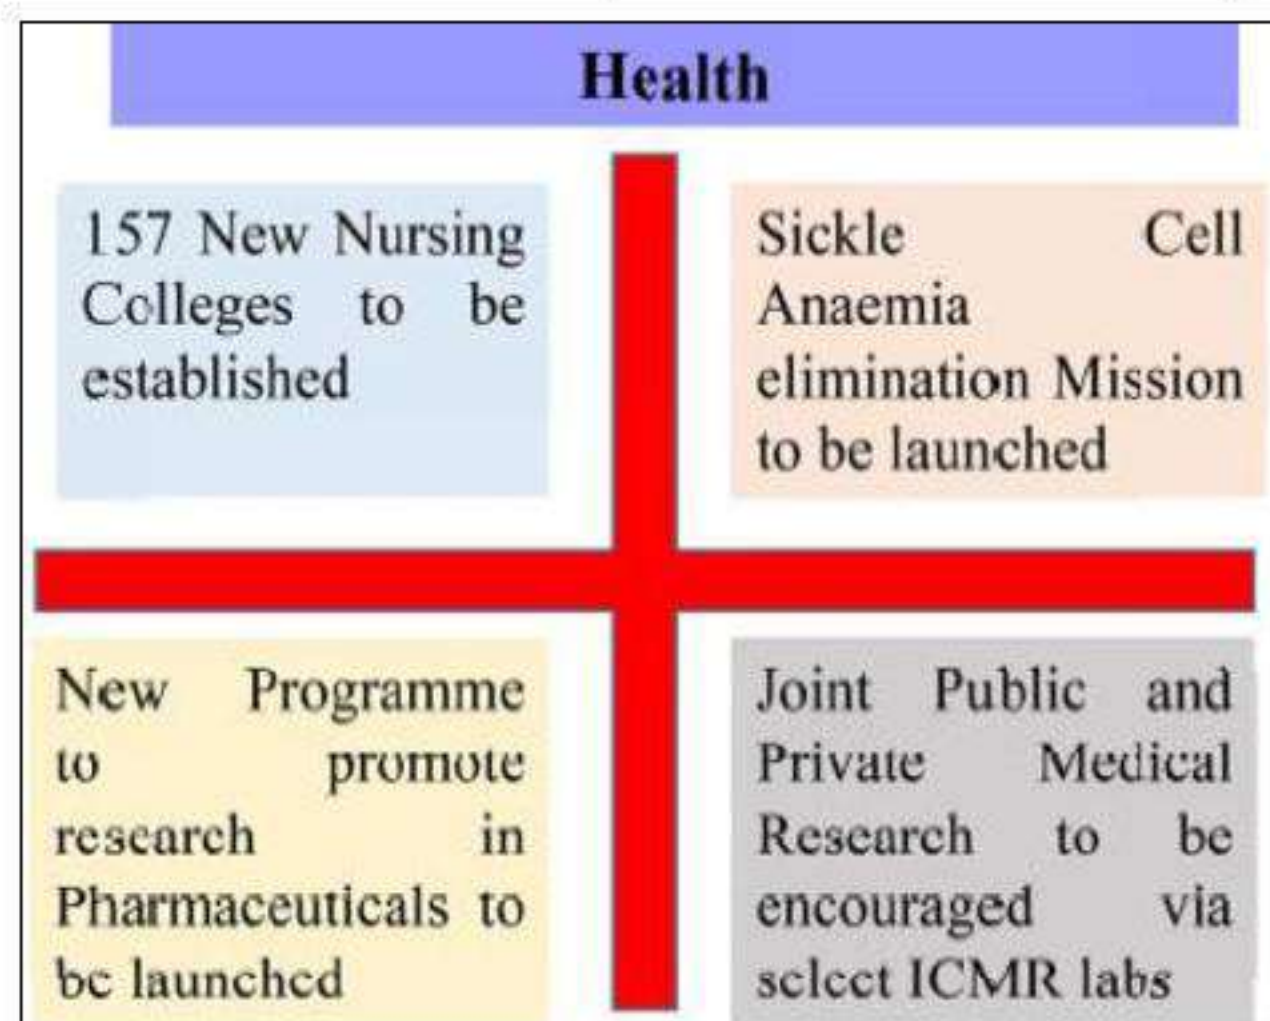 Health
157 New Nursing
Colleges to be
established
Sickle Cell
Anaemia
elimination Mission
to be launched
New Programme
to promote
research in
Pharmaceuticals to
be launched
Joint Public and
Private Medical
Research to be
encouraged via
select ICMR labs